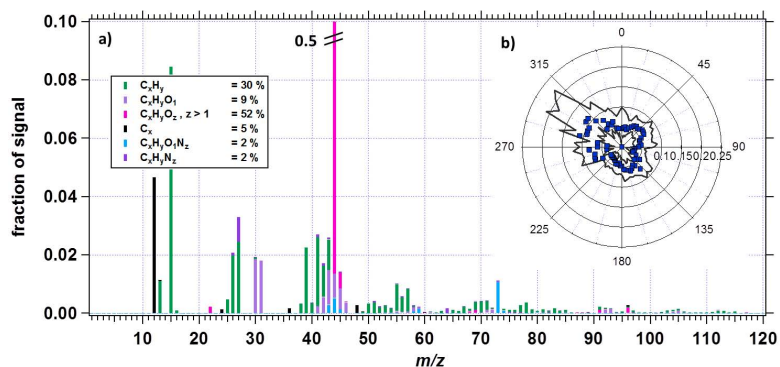 a)
0.5
b)
0.10
0.08
0.06
0.04
0.02
0.00
fraction of signal
CxHy = 30 %
CxHyO1 = 9 %
CxHyOz , z > 1 = 52 %
Cx = 5 %
CxHyO1Nz = 2 %
CxHyNz = 2 %
0
45
90
135
180
225
270
315
0.10.150.20.25
10 20 30 40 50 60 70 80 90 100 110 120
m/z